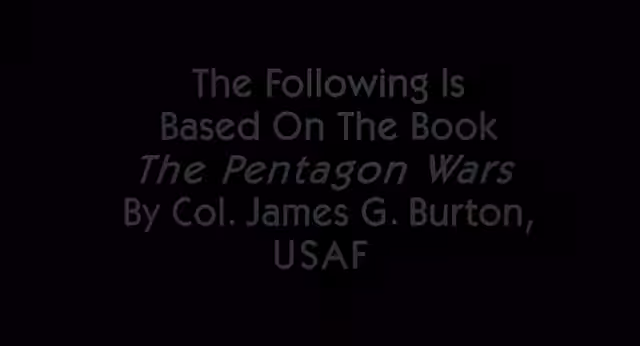 The Following Is
Based On The Book
The Pentagon Wars
By Col. James G. Burton,
USAF